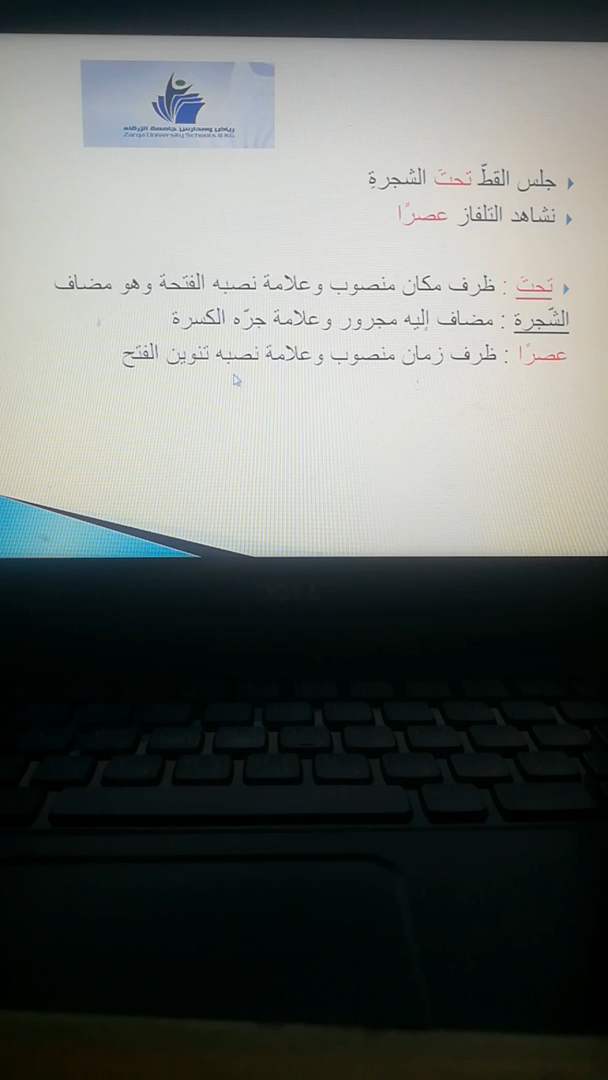 رياض ومدارس جامعة الزرقاء
Zarqa University Schools & KG
جلس القطّ تحتَ الشجرةِ
نشاهد التلفاز عصرًا
تحتَ : ظرف مكان منصوب وعلامة نصبه الفتحة وهو مضاف
الشّجرة : مضاف إليه مجرور وعلامة جرّه الكسرة
عصرًا : ظرف زمان منصوب وعلامة نصبه تنوين الفتح